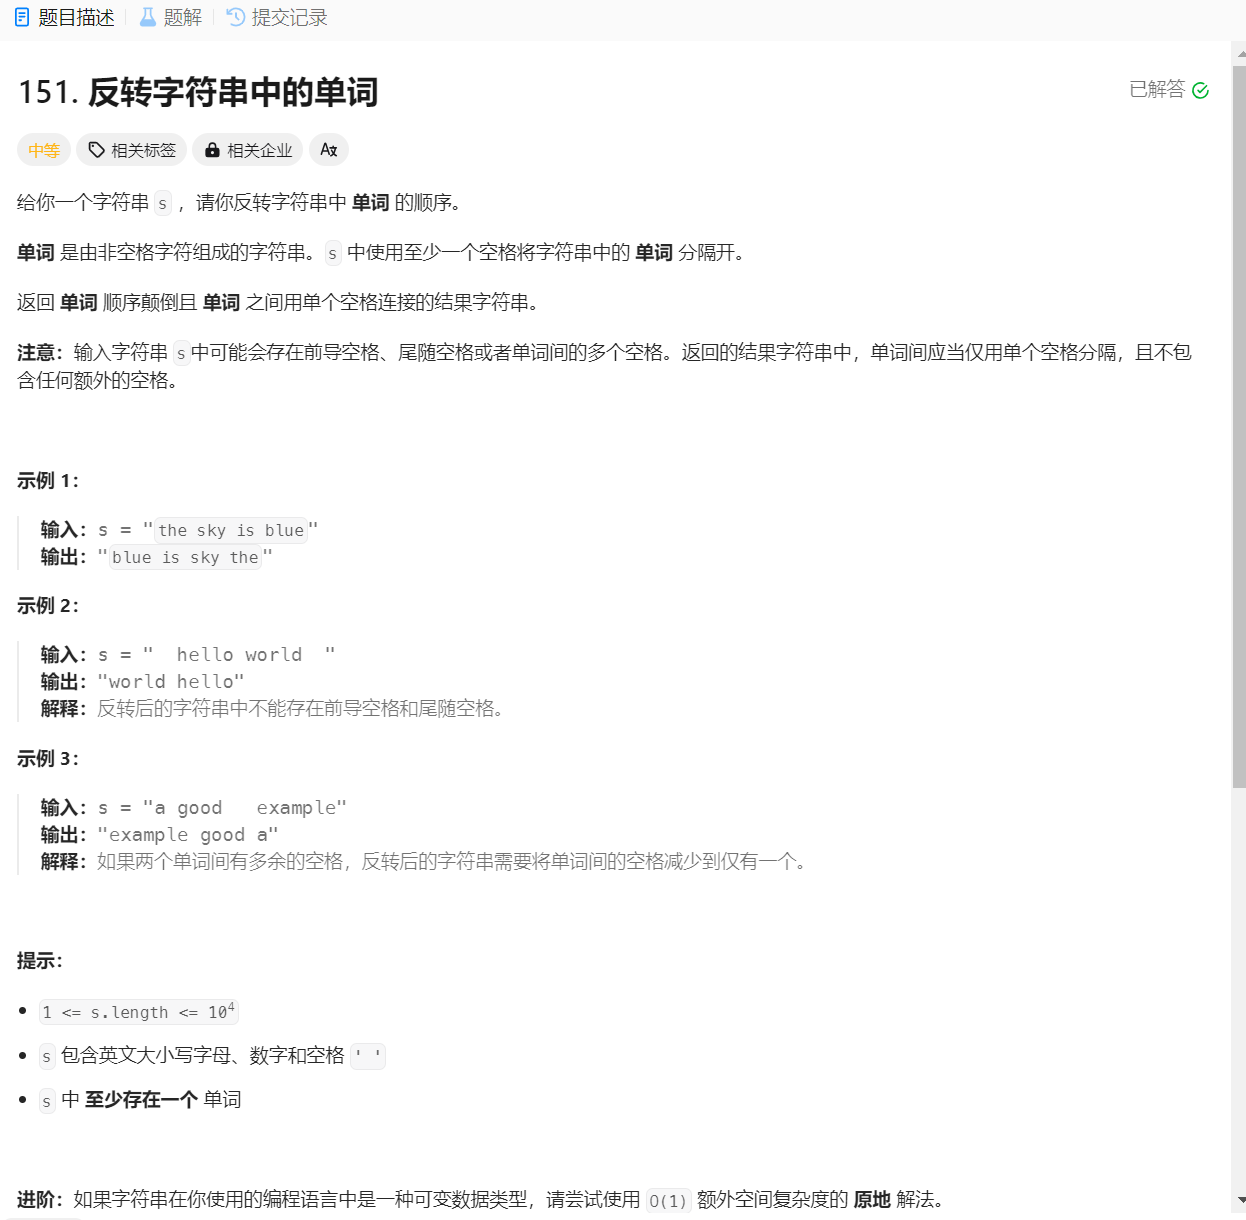 题目描述 题解 提交记录
151. 反转字符串中的单词
已解答
中等 相关标签 相关企业
给你一个字符串 s ，请你反转字符串中 单词 的顺序。
单词 是由非空格字符组成的字符串。s 中使用至少一个空格将字符串中的 单词 分隔开。
返回 单词 顺序颠倒且 单词 之间用单个空格连接的结果字符串。
注意：输入字符串 s中可能会存在前导空格、尾随空格或者单词间的多个空格。返回的结果字符串中，单词间应当仅用单个空格分隔，且不包
含任何额外的空格。
示例 1：
输入：s = "the sky is blue"
输出："blue is sky the"
示例 2：
输入：s = "  hello world  "
输出："world hello"
解释：反转后的字符串中不能存在前导空格和尾随空格。
示例 3：
输入：s = "a good   example"
输出："example good a"
解释：如果两个单词间有多余的空格，反转后的字符串需要将单词间的空格减少到仅有一个。
提示：
1 <= s.length <= 10⁴
s 包含英文大小写字母、数字和空格 ' '
s 中 至少存在一个 单词
进阶：如果字符串在你使用的编程语言中是一种可变数据类型，请尝试使用 O(1) 额外空间复杂度的 原地 解法。